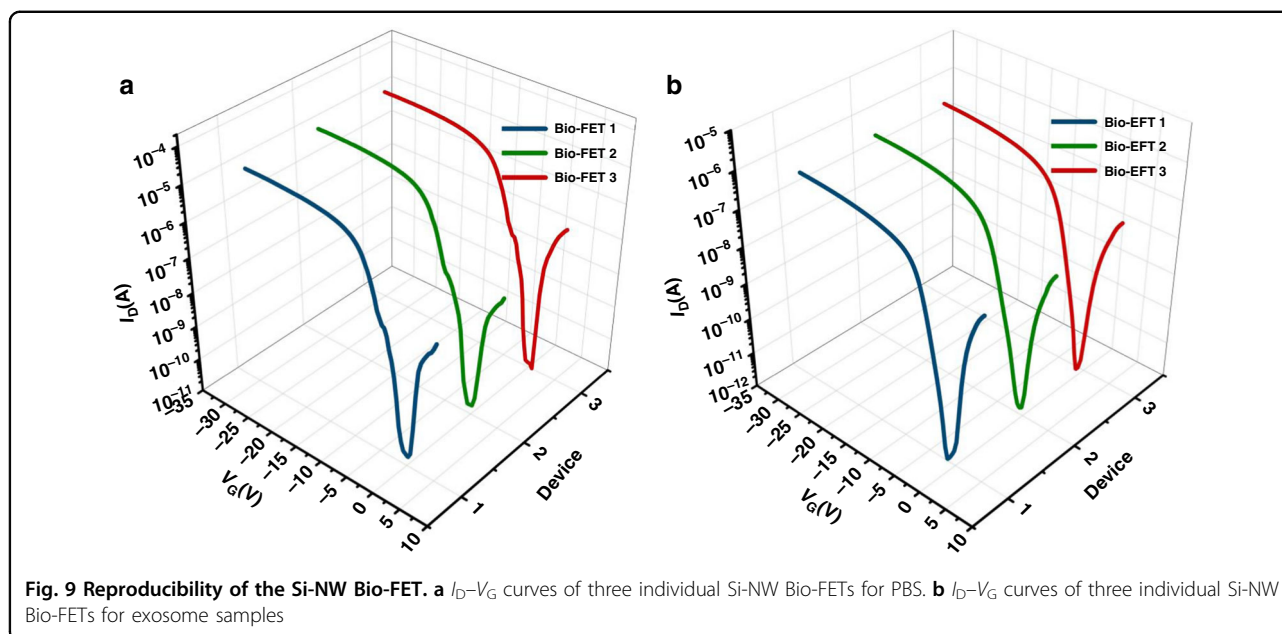 a
Bio-FET 1
Bio-FET 2
Bio-FET 3
10⁻⁴
10⁻⁵
10⁻⁶
10⁻⁷
10⁻⁸
10⁻⁹
10⁻¹⁰
10⁻¹¹
I_D(A)
−35
−30
−25
−20
−15
−10
−5
0
5
10
V_G(V)
1
2
3
Device
b
Bio-EFT 1
Bio-EFT 2
Bio-EFT 3
10⁻⁵
10⁻⁶
10⁻⁷
10⁻⁸
10⁻⁹
10⁻¹⁰
10⁻¹¹
10⁻¹²
I_D(A)
−35
−30
−25
−20
−15
−10
−5
0
5
10
V_G(V)
1
2
3
Device
Fig. 9 Reproducibility of the Si-NW Bio-FET. a I_D–V_G curves of three individual Si-NW Bio-FETs for PBS. b I_D–V_G curves of three individual Si-NW
Bio-FETs for exosome samples